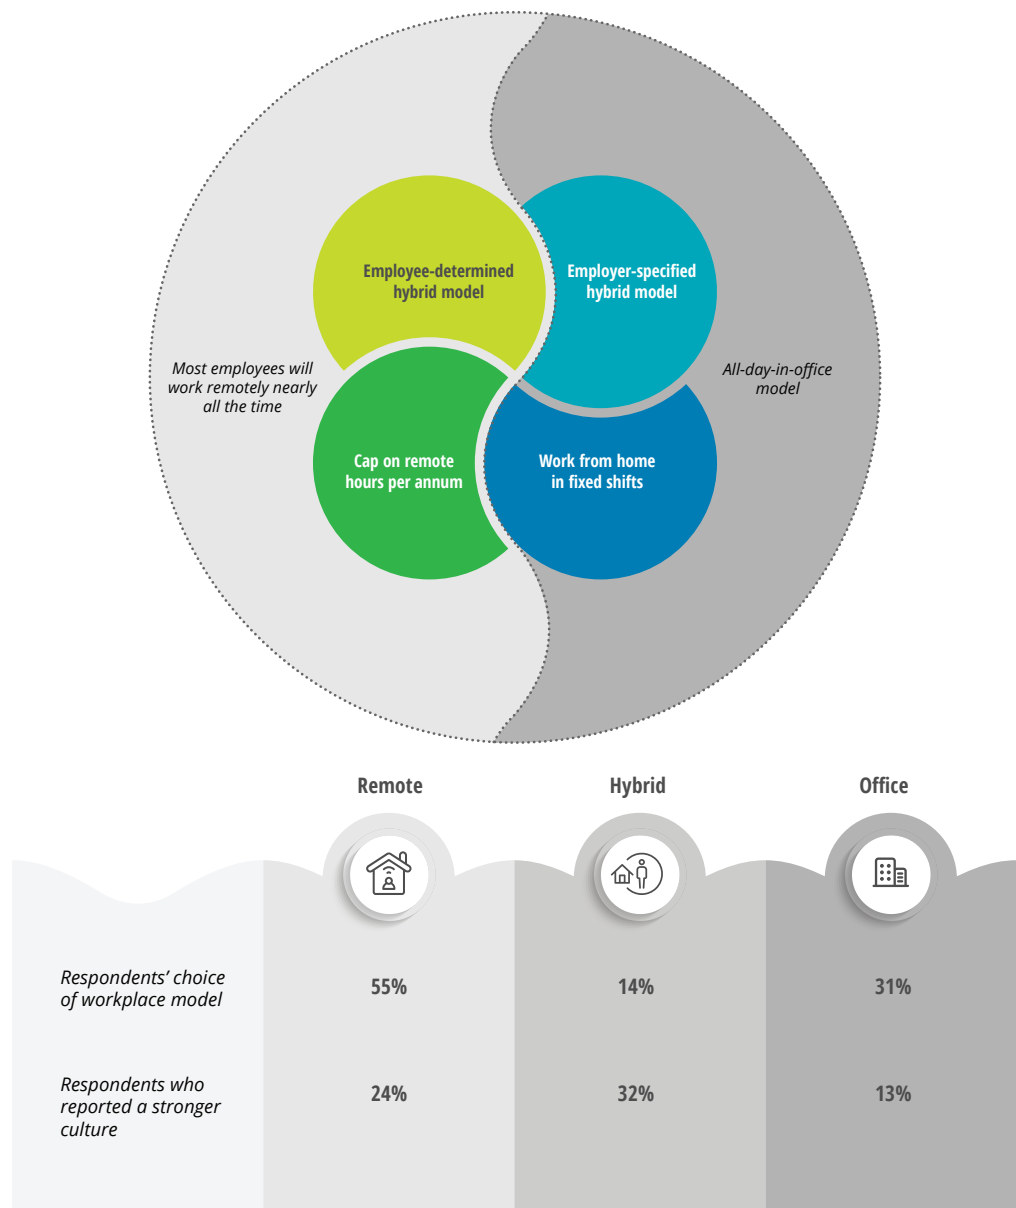 Employee-determined
hybrid model
Employer-specified
hybrid model
Most employees will
work remotely nearly
all the time
All-day-in-office
model
Cap on remote
hours per annum
Work from home
in fixed shifts
Remote
Hybrid
Office
Respondents’ choice
of workplace model
55%
14%
31%
Respondents who
reported a stronger
culture
24%
32%
13%